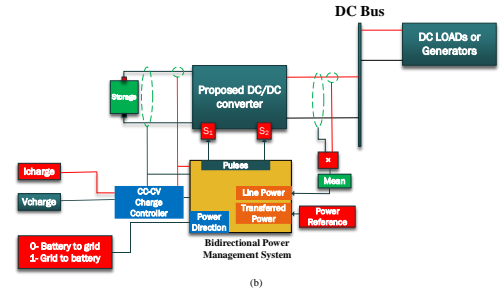 DC Bus
DC LOADs or
Generators
Storage
Proposed DC/DC
converter
S1
S2
×
Pulses
Mean
Icharge
Vcharge
CC-CV
Charge
Controller
Line Power
Transferred
Power
Power
Direction
Power
Reference
0- Battery to grid
1- Grid to battery
Bidirectional Power
Management System
(b)